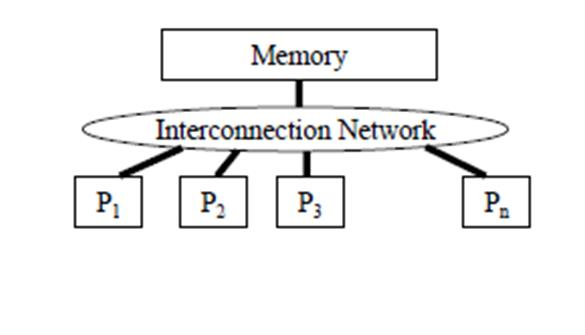 Memory
Interconnection Network
P₁ P₂ P₃ Pₙ